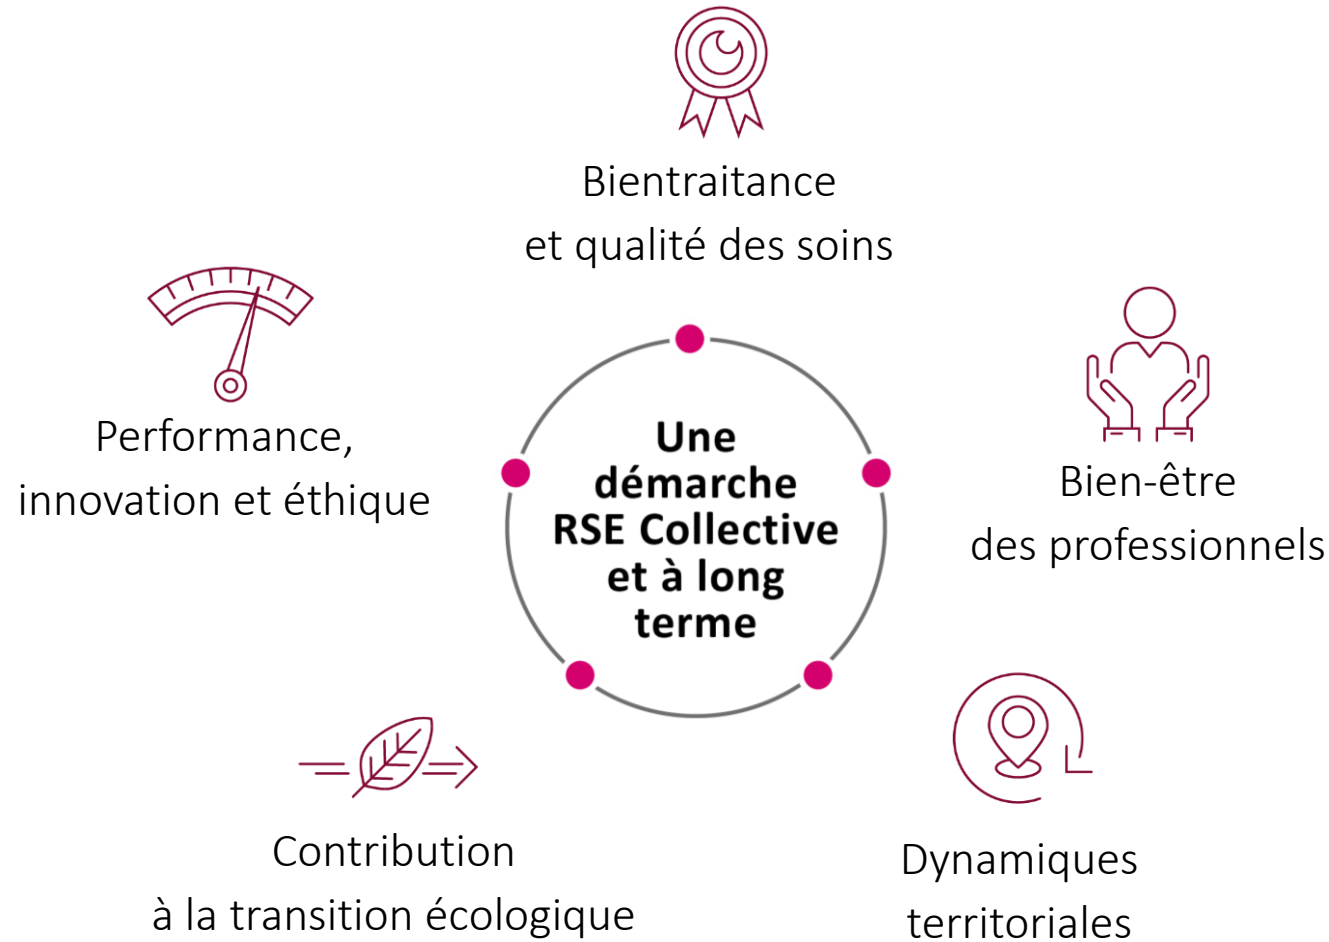 Bientraitance
et qualité des soins
Performance,
innovation et éthique
Une
démarche
RSE Collective
et à long
terme
Bien-être
des professionnels
Contribution
à la transition écologique
Dynamiques
territoriales